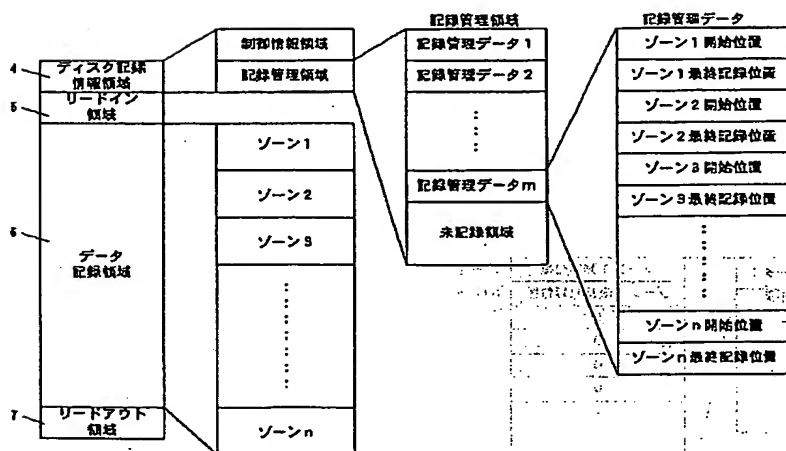 4
ディスク記録
情報領域
5
リードイン
領域
6
データ
記録領域
7
リードアウト
領域
制御情報領域
記録管理領域
ゾーン1
ゾーン2
ゾーン3
ゾーンn
記録管理領域
記録管理データ1
記録管理データ2
記録管理データm
未記録領域
記録管理データ
ゾーン1開始位置
ゾーン1最終記録位置
ゾーン2開始位置
ゾーン2最終記録位置
ゾーン3開始位置
ゾーン3最終記録位置
ゾーンn開始位置
ゾーンn最終記録位置